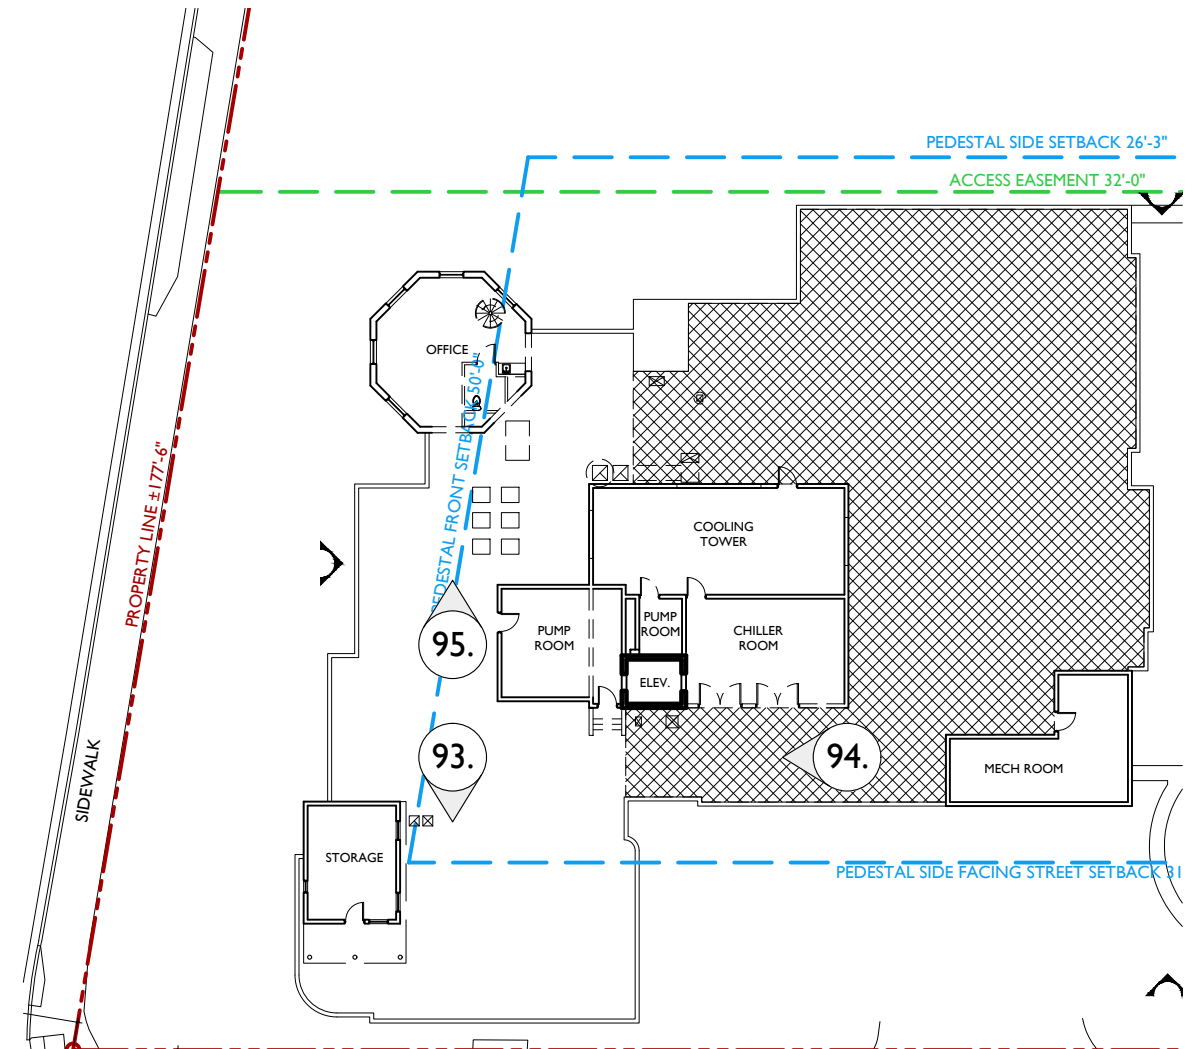 PEDESTAL SIDE SETBACK 26'-3"
ACCESS EASEMENT 32'-0"
OFFICE
PEDESTAL FRONT SETBACK 50'-0"
PROPERTY LINE ±177'-6"
COOLING
TOWER
PUMP
ROOM
PUMP
ROOM
CHILLER
ROOM
95.
ELEV.
93.
94.
MECH ROOM
SIDEWALK
STORAGE
PEDESTAL SIDE FACING STREET SETBACK 31